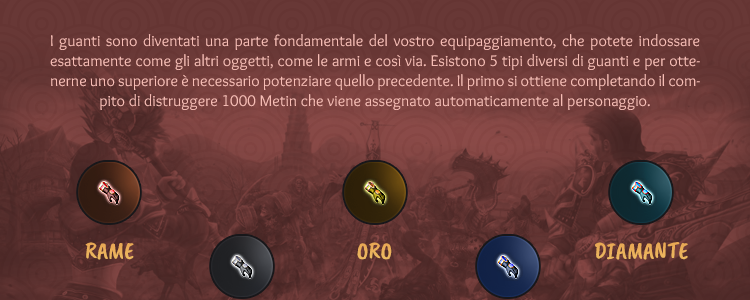 I guanti sono diventati una parte fondamentale del vostro equipaggiamento, che potete indossare
esattamente come gli altri oggetti, come le armi e così via. Esistono 5 tipi diversi di guanti e per otte-
nerne uno superiore è necessario potenziare quello precedente. Il primo si ottiene completando il com-
pito di distruggere 1000 Metin che viene assegnato automaticamente al personaggio.
RAME
ORO
DIAMANTE